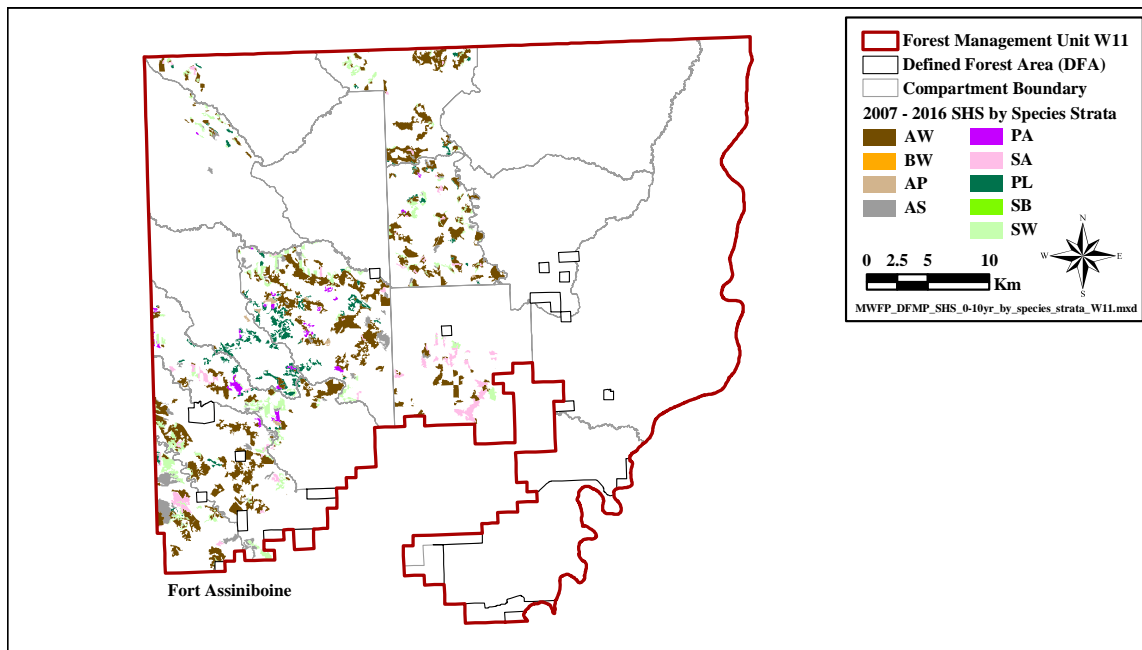 Forest Management Unit W11
Defined Forest Area (DFA)
Compartment Boundary
2007 - 2016 SHS by Species Strata
AW PA
BW SA
AP PL
AS SB
SW
N
W E
S
0 2.5 5 10
Km
MWFP_DFMP_SHS_0-10yr_by_species_strata_W11.mxd
Fort Assiniboine